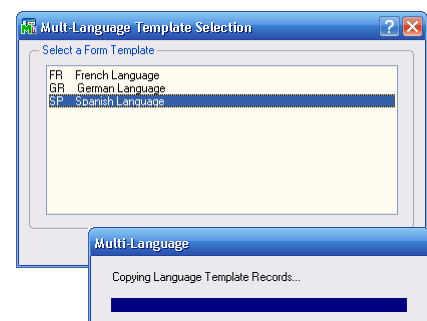 Mult-Language Template Selection
?
Select a Form Template
FR French Language
GR German Language
SP Spanish Language
Multi-Language
Copying Language Template Records...